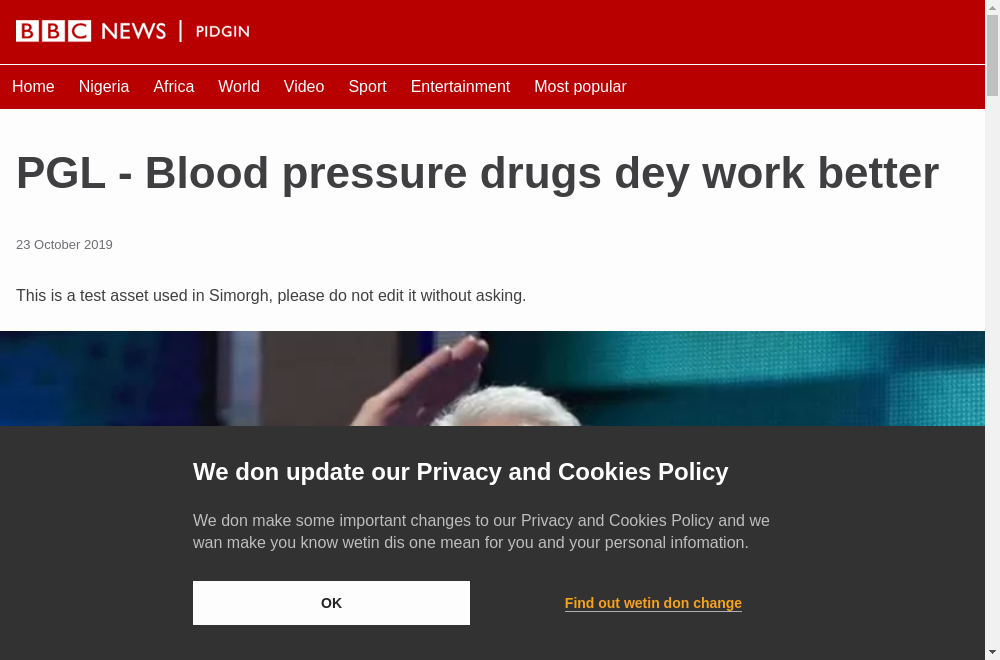 BBC NEWS | PIDGIN
Home Nigeria Africa World Video Sport Entertainment Most popular
PGL - Blood pressure drugs dey work better
23 October 2019
This is a test asset used in Simorgh, please do not edit it without asking.
We don update our Privacy and Cookies Policy
We don make some important changes to our Privacy and Cookies Policy and we
wan make you know wetin dis one mean for you and your personal infomation.
OK Find out wetin don change